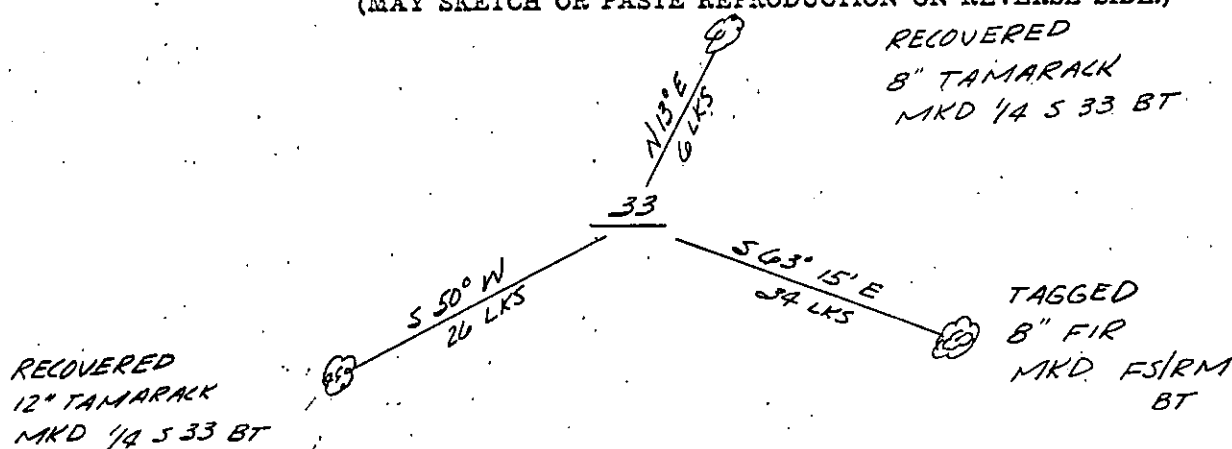 (MAY SKETCH OR PASTE REPRODUCTION ON REVERSE SIDE.)
RECOVERED
8" TAMARACK
MKD 1/4 S 33 BT
N 13° E
6 LKS
33
S 50° W
26 LKS
S 63° 15' E
34 LKS
TAGGED
8" FIR
MKD FS/RM
BT
RECOVERED
12" TAMARACK
MKD 1/4 S 33 BT